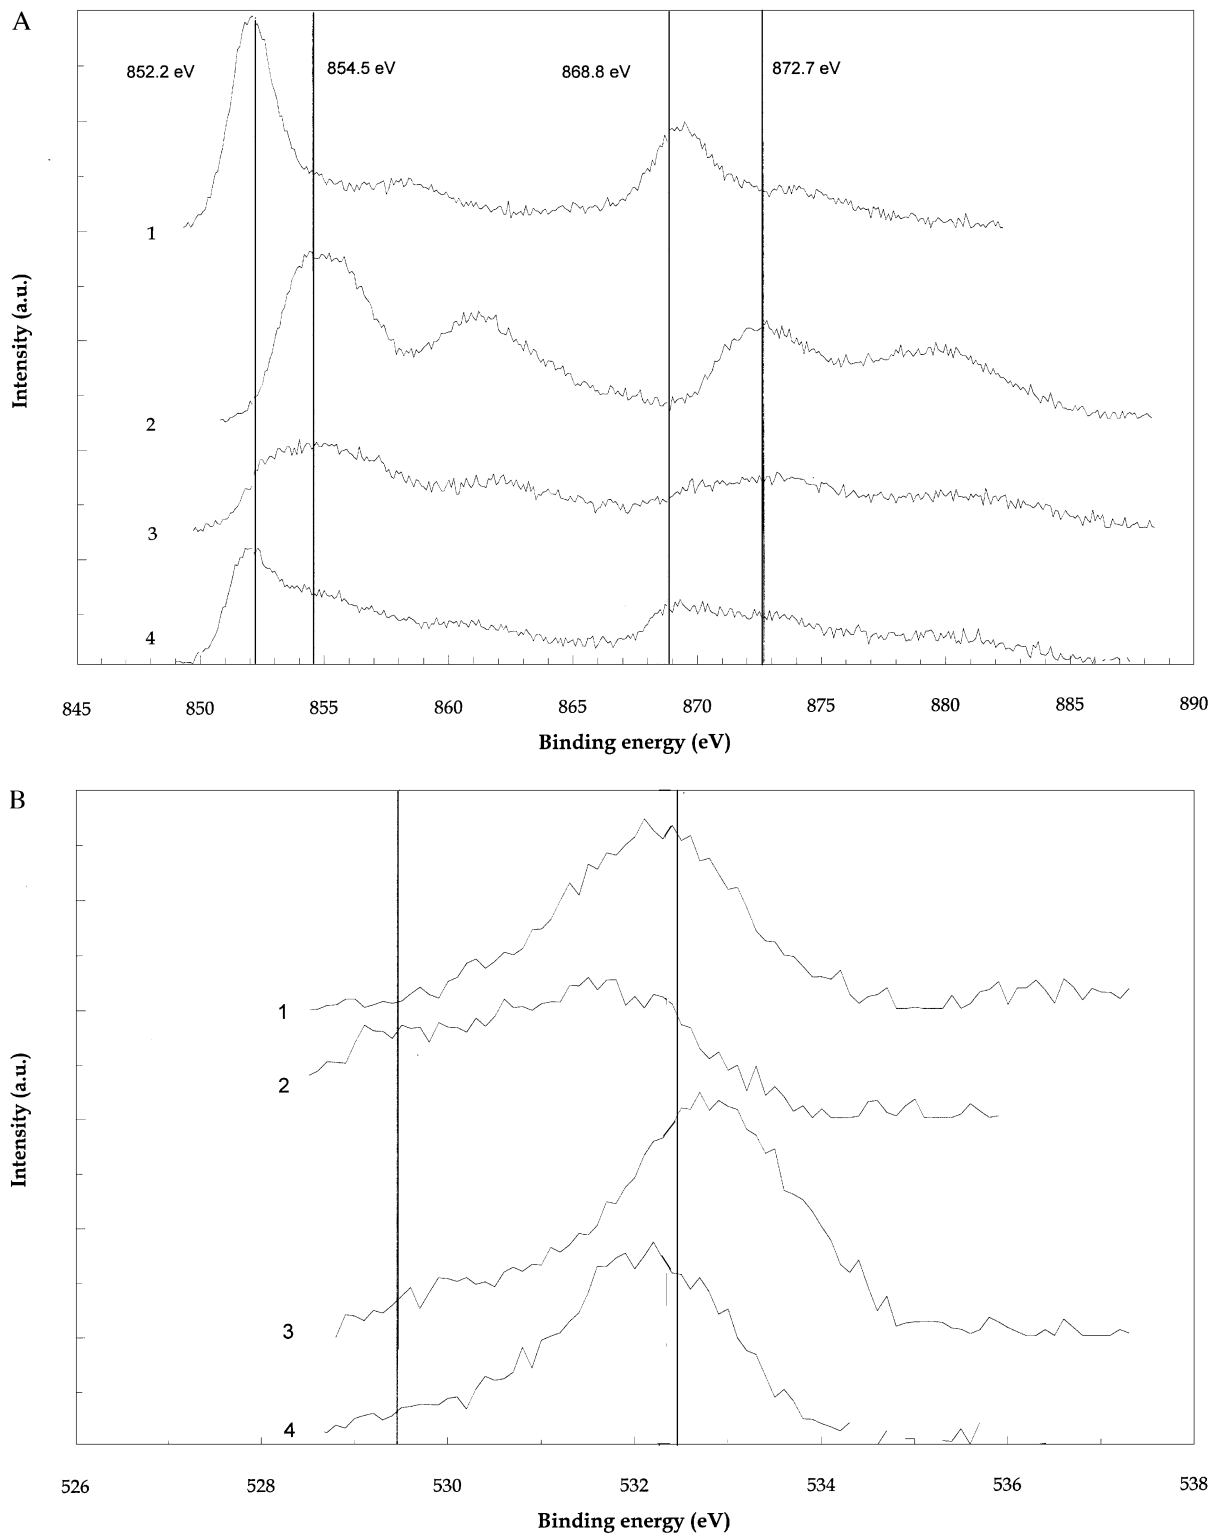 A
852.2 eV 854.5 eV 868.8 eV 872.7 eV
1
2
3
4
Intensity (a.u.)
845 850 855 860 865 870 875 880 885 890
Binding energy (eV)
B
1
2
3
4
Intensity (a.u.)
526 528 530 532 534 536 538
Binding energy (eV)